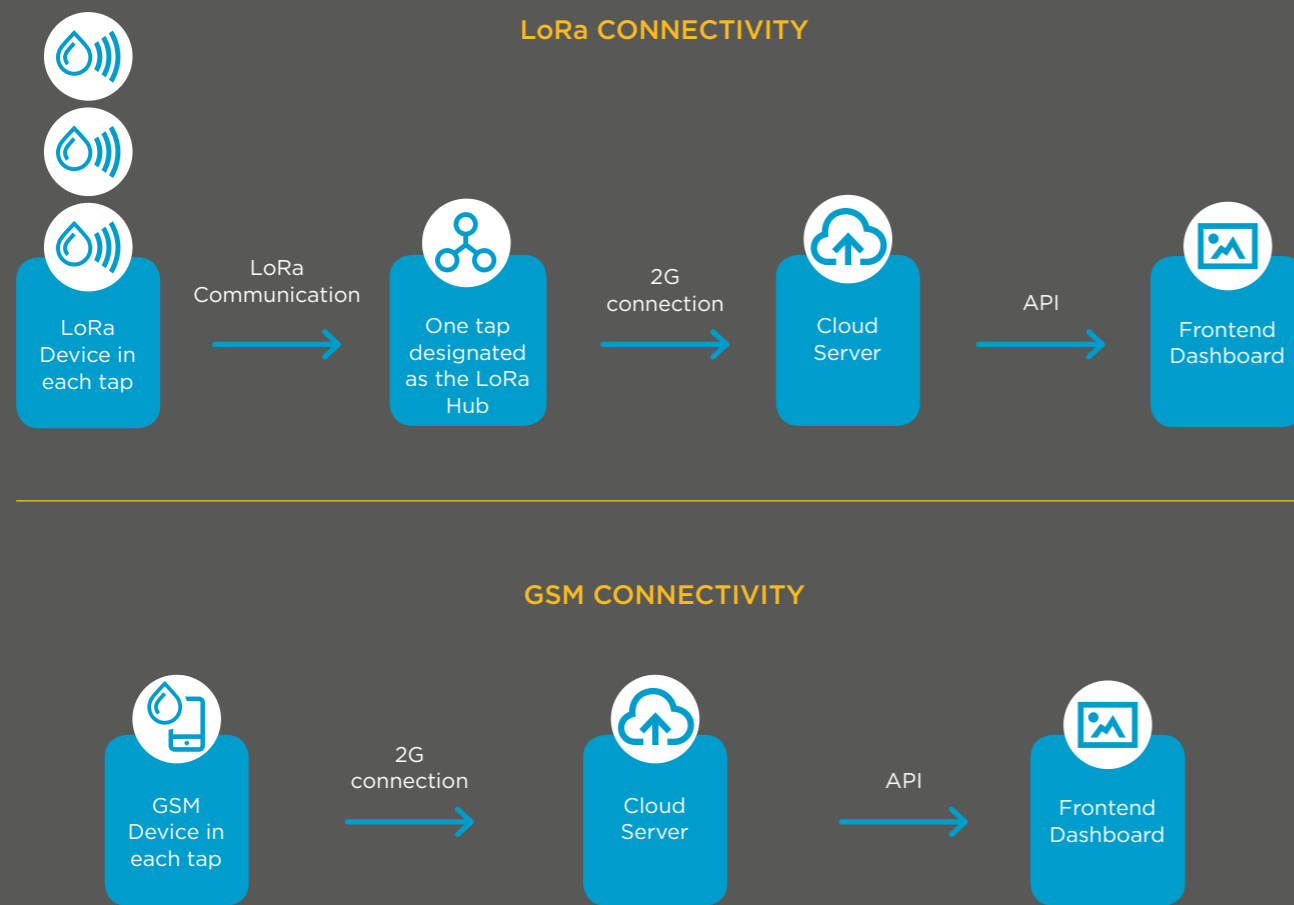 LoRa CONNECTIVITY
LoRa
Device in
each tap
LoRa
Communication
One tap
designated
as the LoRa
Hub
2G
connection
Cloud
Server
API
Frontend
Dashboard
GSM CONNECTIVITY
GSM
Device in
each tap
2G
connection
Cloud
Server
API
Frontend
Dashboard